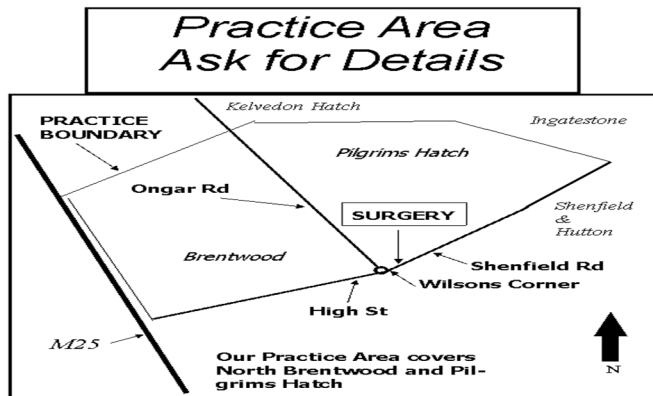 Practice Area
Ask for Details
Kelvedon Hatch
PRACTICE
BOUNDARY
Ingatestone
Pilgrims Hatch
Ongar Rd
SURGERY
Shenfield
&
Hutton
Brentwood
Shenfield Rd
Wilsons Corner
High St
M25
Our Practice Area covers
North Brentwood and Pil-
grims Hatch
N